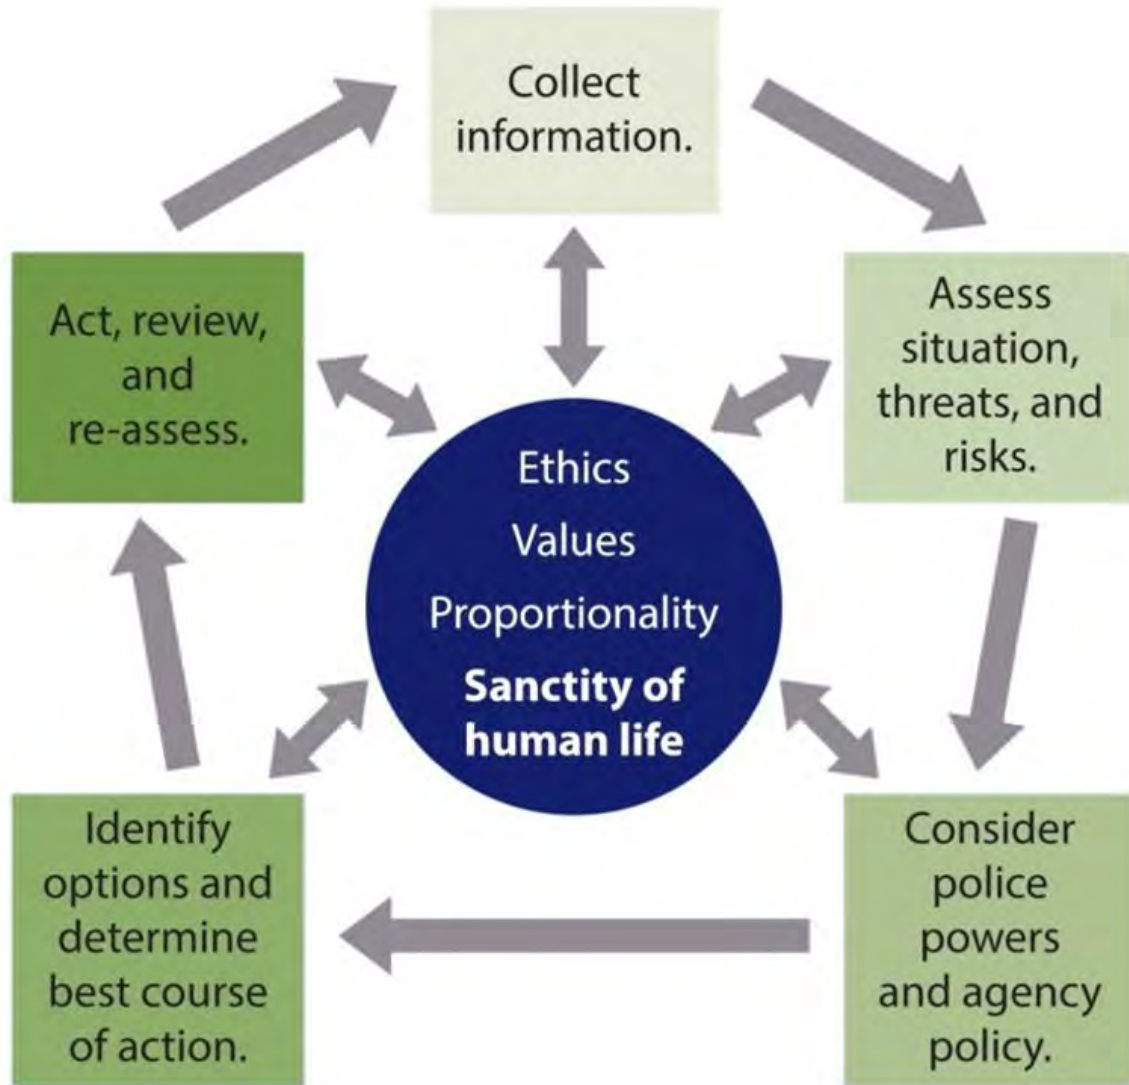 Collect
information.
Assess
situation,
threats, and
risks.
Consider
police
powers
and agency
policy.
Identify
options and
determine
best course
of action.
Act, review,
and
re-assess.
Ethics
Values
Proportionality
Sanctity of
human life